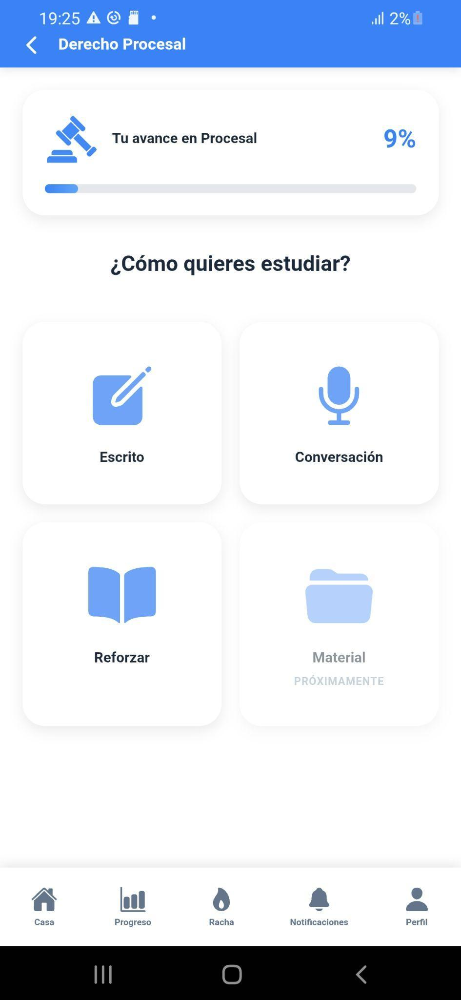 19:25
2%
Derecho Procesal
Tu avance en Procesal
9%
¿Cómo quieres estudiar?
Escrito
Conversación
Reforzar
Material
PRÓXIMAMENTE
Casa
Progreso
Racha
Notificaciones
Perfil